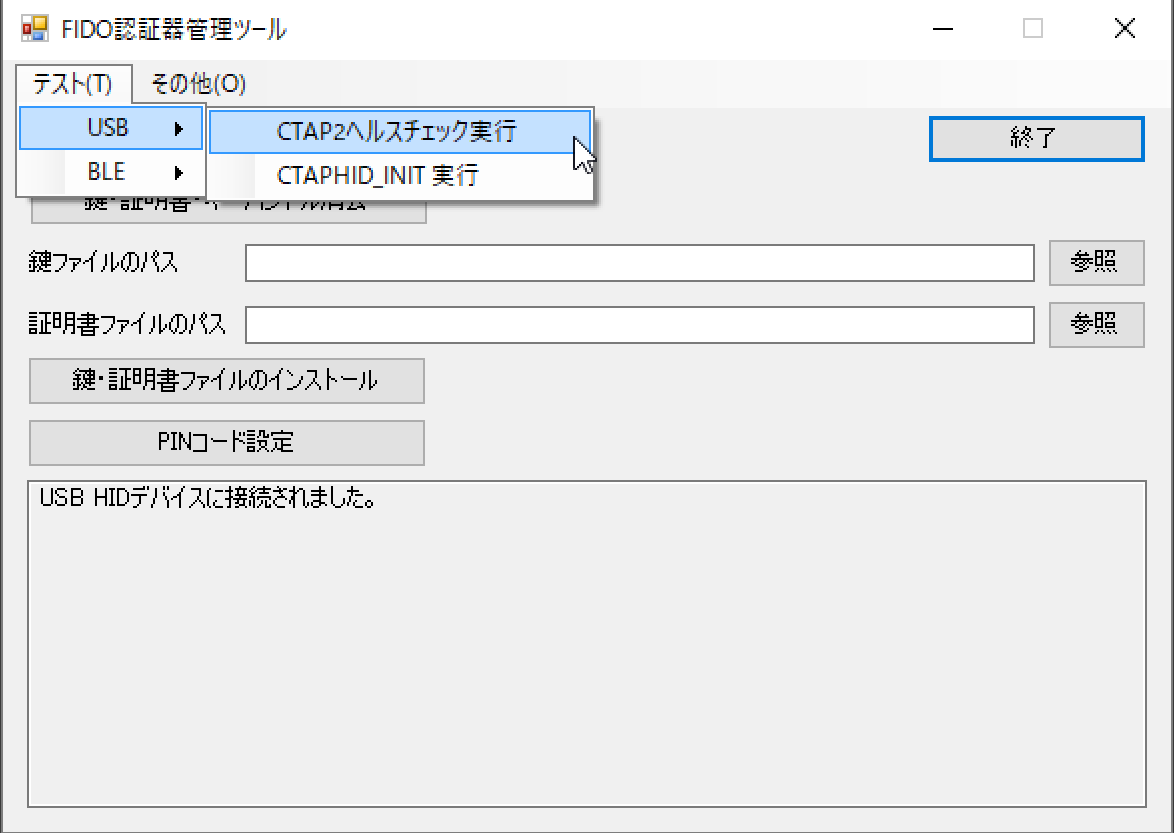 FIDO認証器管理ツール
テスト(T) その他(O)
USB
CTAP2ヘルスチェック実行
終了
BLE
CTAPHID_INIT 実行
鍵ファイルのパス
参照
証明書ファイルのパス
参照
鍵・証明書ファイルのインストール
PINコード設定
USB HIDデバイスに接続されました。